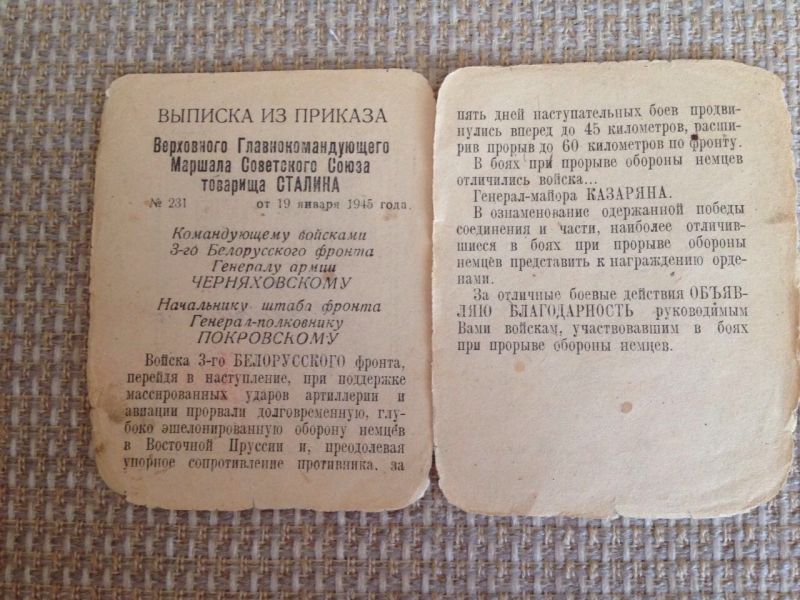 ВЫПИСКА ИЗ ПРИКАЗА
Верховного Главнокомандующего
Маршала Советского Союза
товарища СТАЛИНА
№ 231 от 19 января 1945 года.
Командующему войсками
3-го Белорусского фронта
Генералу армии
ЧЕРНЯХОВСКОМУ
Начальнику штаба фронта
Генерал-полковнику
ПОКРОВСКОМУ
Войска 3-го БЕЛОРУССКОГО фронта,
перейдя в наступление, при поддержке
массированных ударов артиллерии и
авиации прорвали долговременную, глу-
боко эшелонированную оборону немцев
в Восточной Пруссии и, преодолевая
упорное сопротивление противника, за
пять дней наступательных боев продви-
нулись вперед до 45 километров, расши-
рив прорыв до 60 километров по фронту.
В боях при прорыве обороны немцев
отличились войска...
Генерал-майора КАЗАРЯНА.
В ознаменование одержанной победы
соединения и части, наиболее отличив-
шиеся в боях при прорыве обороны
немцев представить к награждению орде-
нами.
За отличные боевые действия ОБЪЯВ-
ЛЯЮ БЛАГОДАРНОСТЬ руководимым
Вами войскам, участвовавшим в боях
при прорыве обороны немцев.